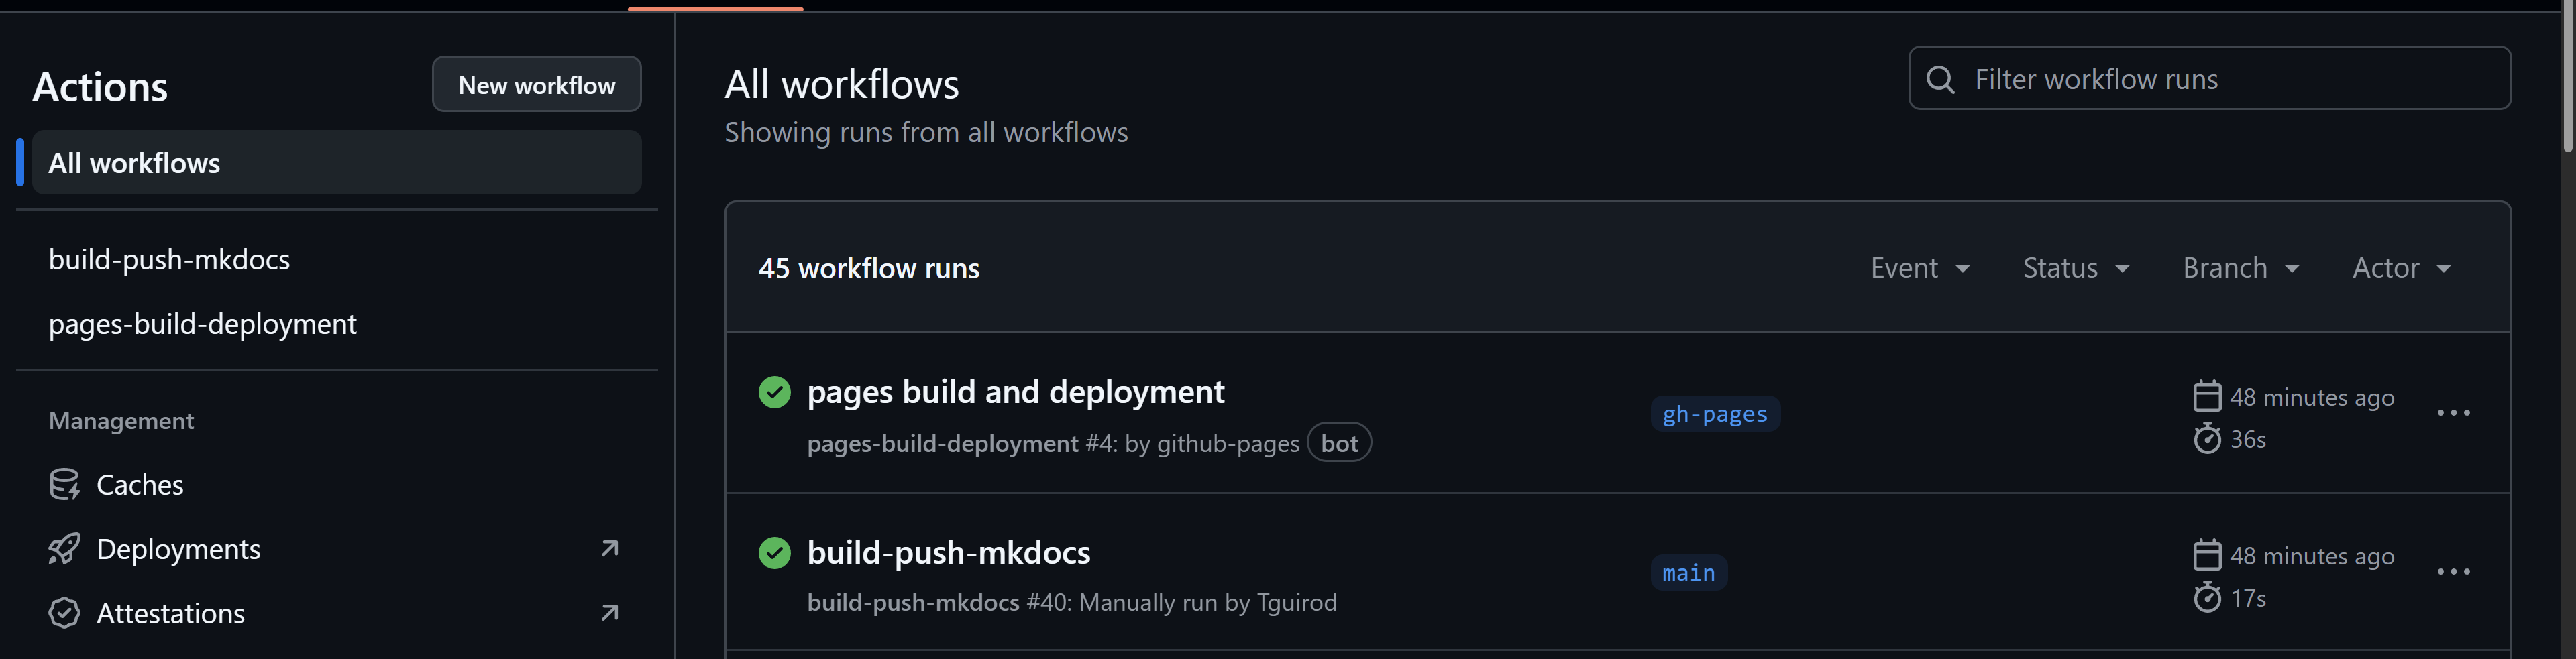 Actions
New workflow
All workflows
build-push-mkdocs
pages-build-deployment
Management
Caches
Deployments
Attestations
All workflows
Showing runs from all workflows
Filter workflow runs
45 workflow runs
Event
Status
Branch
Actor
pages build and deployment
pages-build-deployment #4: by github-pages bot
gh-pages
48 minutes ago
36s
build-push-mkdocs
build-push-mkdocs #40: Manually run by Tguirod
main
48 minutes ago
17s